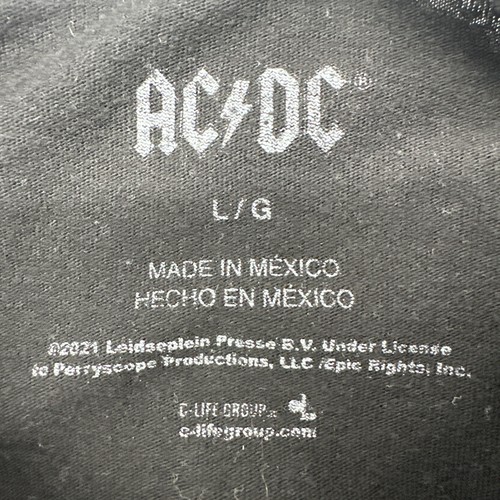 AC⚡DC®
L/G
MADE IN MÉXICO
HECHO EN MÉXICO
©2021 Leidseplein Presse B.V. Under License
to Perryscope Productions, LLC /Epic Rights, Inc.
C-LIFE GROUP
c-lifegroup.com